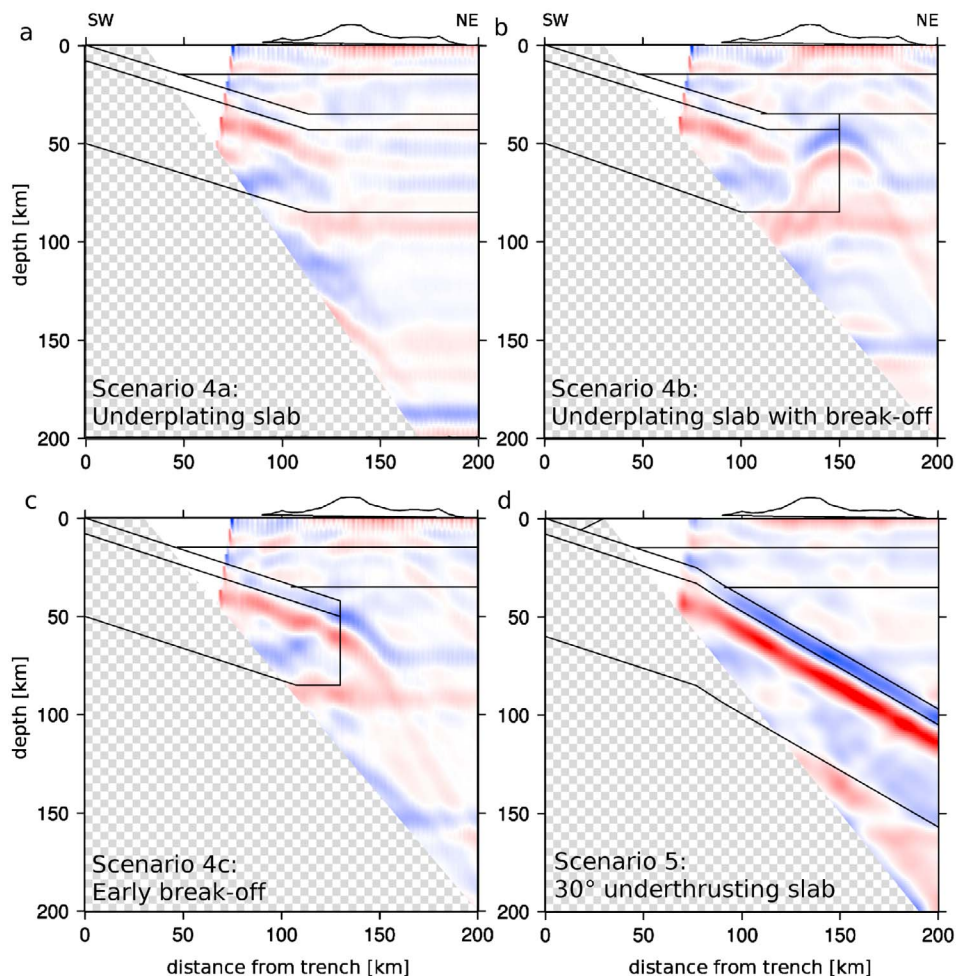 SW NE SW NE
a b
0
50
100
150
200
depth [km]
Scenario 4a:
Underplating slab
0 50 100 150 200
0
50
100
150
200
Scenario 4b:
Underplating slab with break-off
0 50 100 150 200
c d
0
50
100
150
200
depth [km]
Scenario 4c:
Early break-off
0 50 100 150 200
distance from trench [km]
0
50
100
150
200
Scenario 5:
30° underthrusting slab
0 50 100 150 200
distance from trench [km]